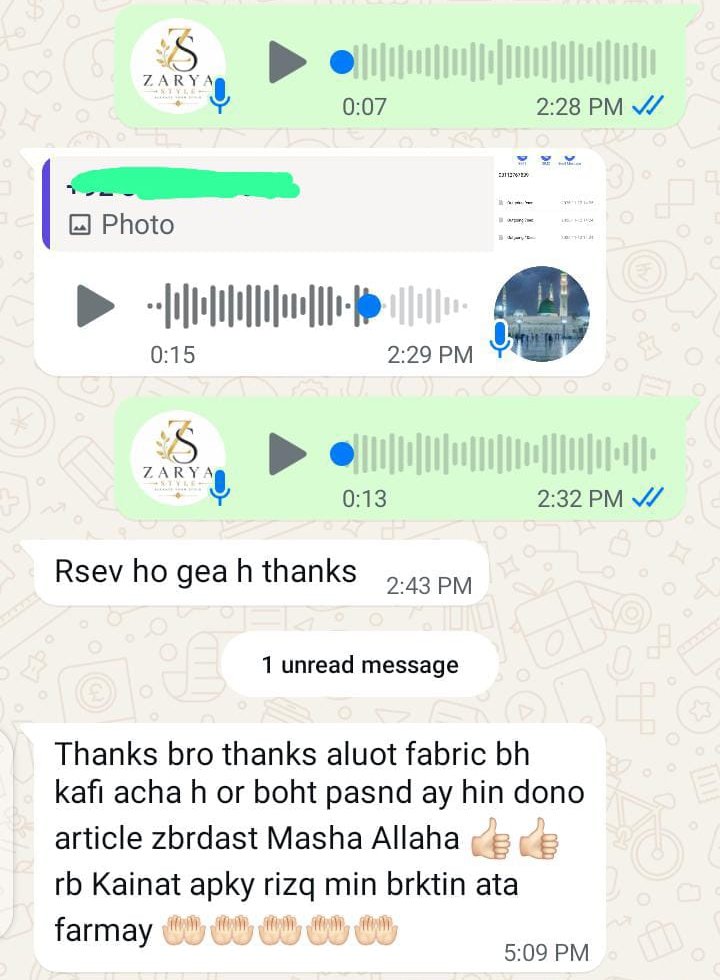 ZARYA
STYLE
0:07
2:28 PM
Photo
0:15
2:29 PM
ZARYA
STYLE
0:13
2:32 PM
Rsev ho gea h thanks
2:43 PM
1 unread message
Thanks bro thanks aluot fabric bh
kafi acha h or boht pasnd ay hin dono
article zbrdast Masha Allaha 👍🏻👍🏻
rb Kainat apky rizq min brktin ata
farmay 🤲🏻🤲🏻🤲🏻🤲🏻🤲🏻
5:09 PM